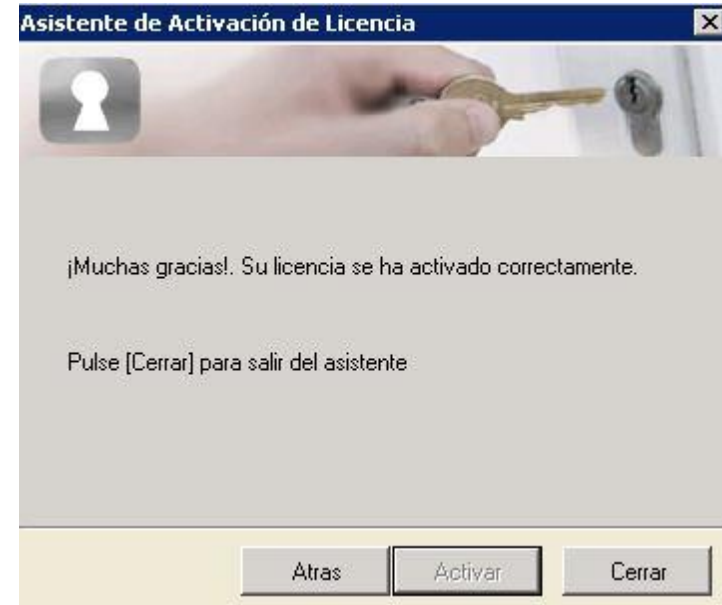 Asistente de Activación de Licencia
¡Muchas gracias!. Su licencia se ha activado correctamente.
Pulse [Cerrar] para salir del asistente
Atras
Activar
Cerrar